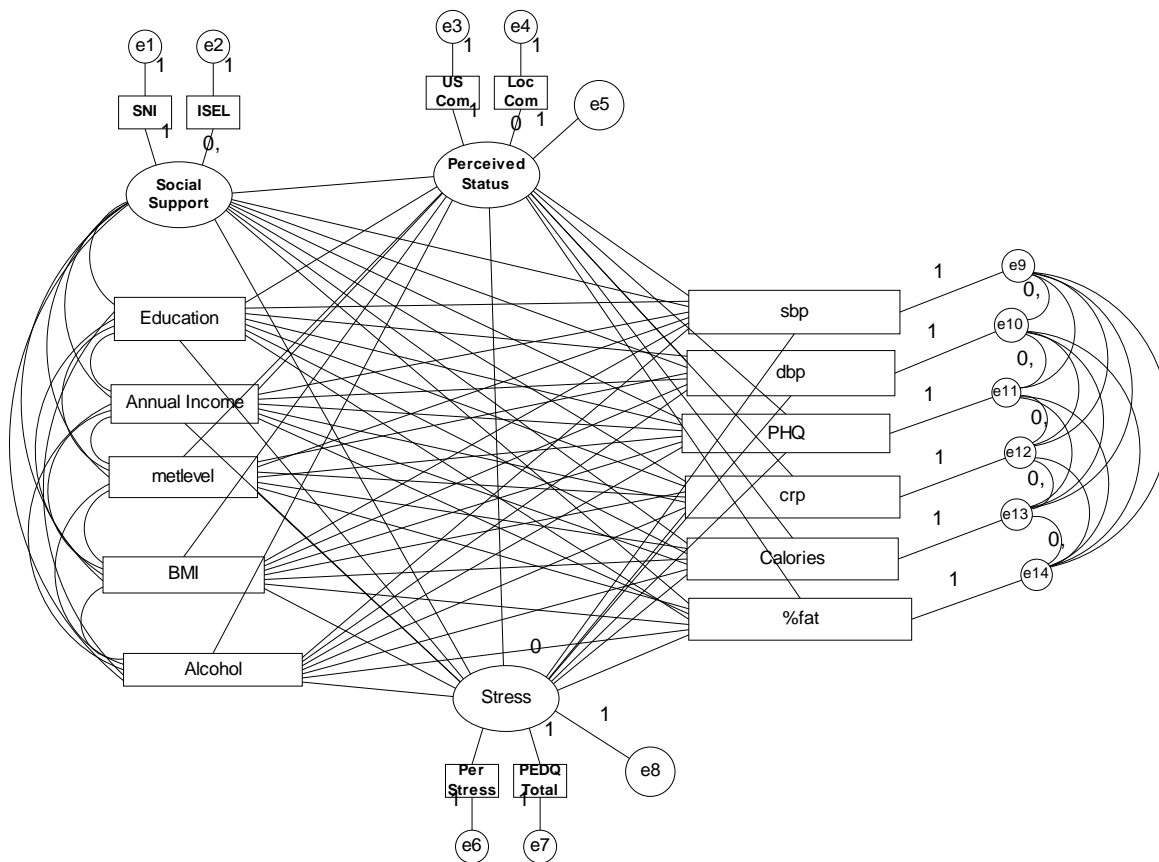 e1
1
e2
1
e3
1
e4
1
SNI
1
ISEL
0,
US
Com
1
Loc
Com
0
1
e5
Social
Support
Perceived
Status
Education
Annual Income
metlevel
BMI
Alcohol
sbp
1
e9
0,
dbp
1
e10
0,
PHQ
1
e11
0,
crp
1
e12
0,
Calories
1
e13
0,
%fat
1
e14
0
Stress
1
1
Per
Stress
1
PEDQ
Total
1
e8
e6
e7